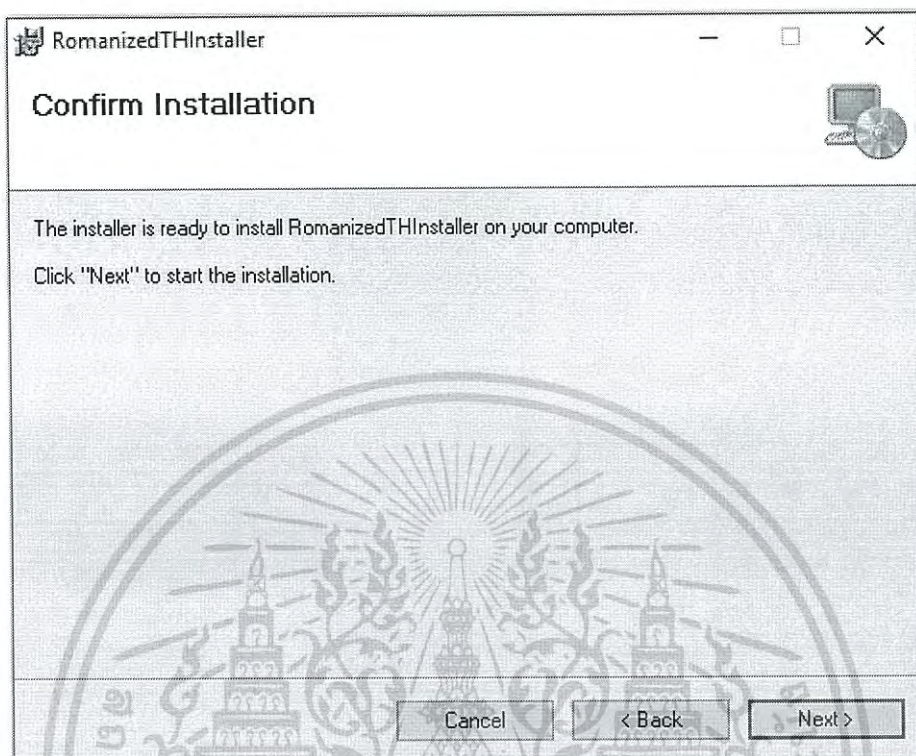 RomanizedTHInstaller
Confirm Installation
The installer is ready to install RomanizedTHInstaller on your computer.
Click "Next" to start the installation.
Cancel
< Back
Next >